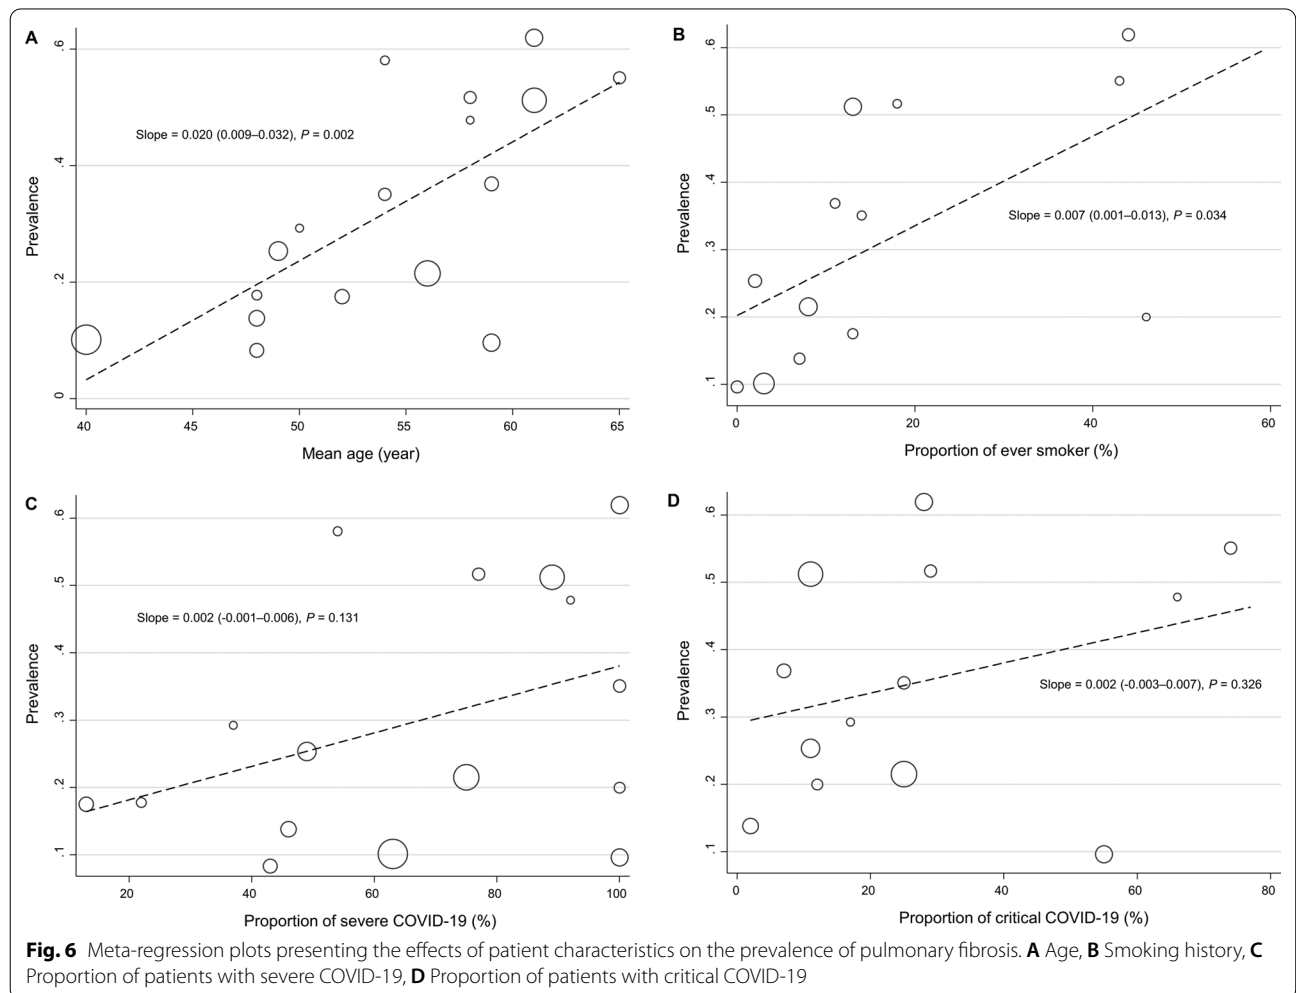 A
.6
.4
.2
0
Prevalence
Slope = 0.020 (0.009–0.032), P = 0.002
40 45 50 55 60 65
Mean age (year)
B
.6
.5
.4
.3
.2
.1
Prevalence
Slope = 0.007 (0.001–0.013), P = 0.034
0 20 40 60
Proportion of ever smoker (%)
C
.6
.5
.4
.3
.2
.1
Prevalence
Slope = 0.002 (-0.001–0.006), P = 0.131
20 40 60 80 100
Proportion of severe COVID-19 (%)
D
.6
.5
.4
.3
.2
.1
Prevalence
Slope = 0.002 (-0.003–0.007), P = 0.326
0 20 40 60 80
Proportion of critical COVID-19 (%)
Fig. 6 Meta-regression plots presenting the effects of patient characteristics on the prevalence of pulmonary fibrosis. A Age, B Smoking history, C
Proportion of patients with severe COVID-19, D Proportion of patients with critical COVID-19